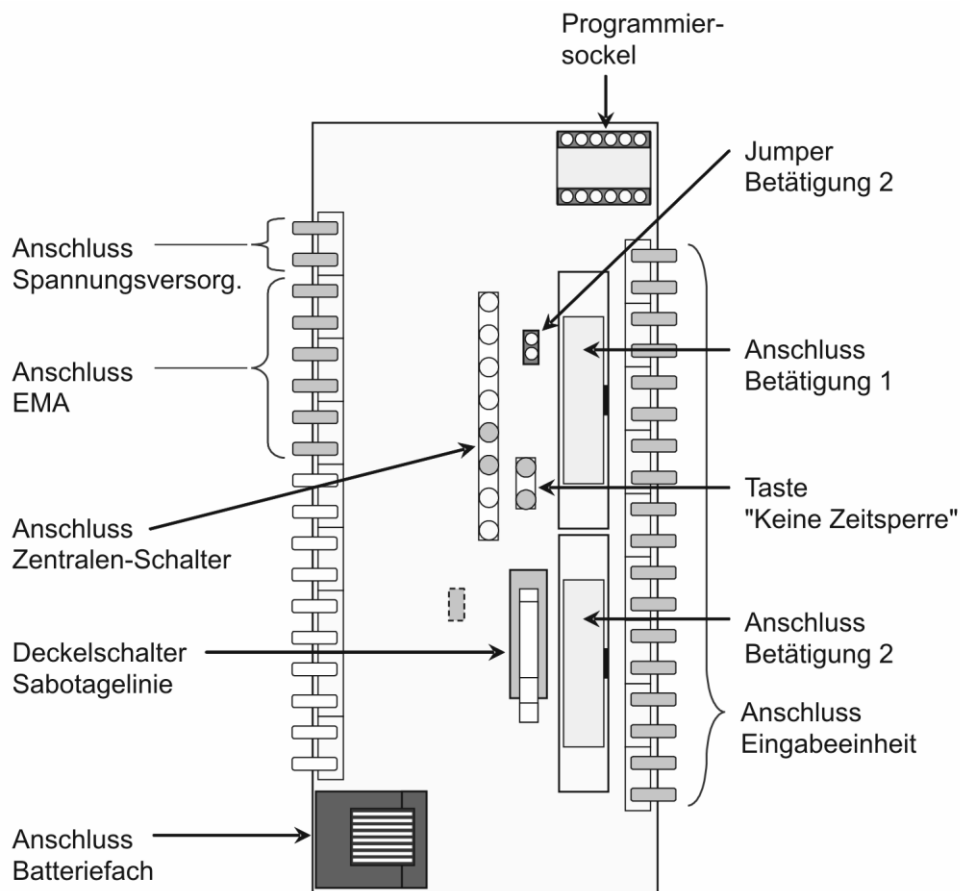 Programmier-
sockel
Jumper
Betätigung 2
Anschluss
Spannungsversorg.
Anschluss
EMA
Anschluss
Betätigung 1
Taste
"Keine Zeitsperre"
Anschluss
Zentralen-Schalter
Anschluss
Betätigung 2
Deckelschalter
Sabotagelinie
Anschluss
Eingabeeinheit
Anschluss
Batteriefach